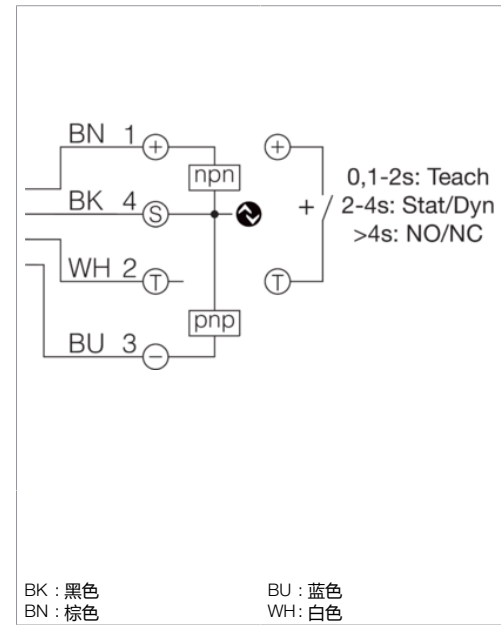 BN 1 +
npn
BK 4 S
WH 2 T
pnp
BU 3 −
+
+
T
0,1-2s: Teach
2-4s: Stat/Dyn
>4s: NO/NC
BK : 黑色
BN : 棕色
BU : 蓝色
WH : 白色